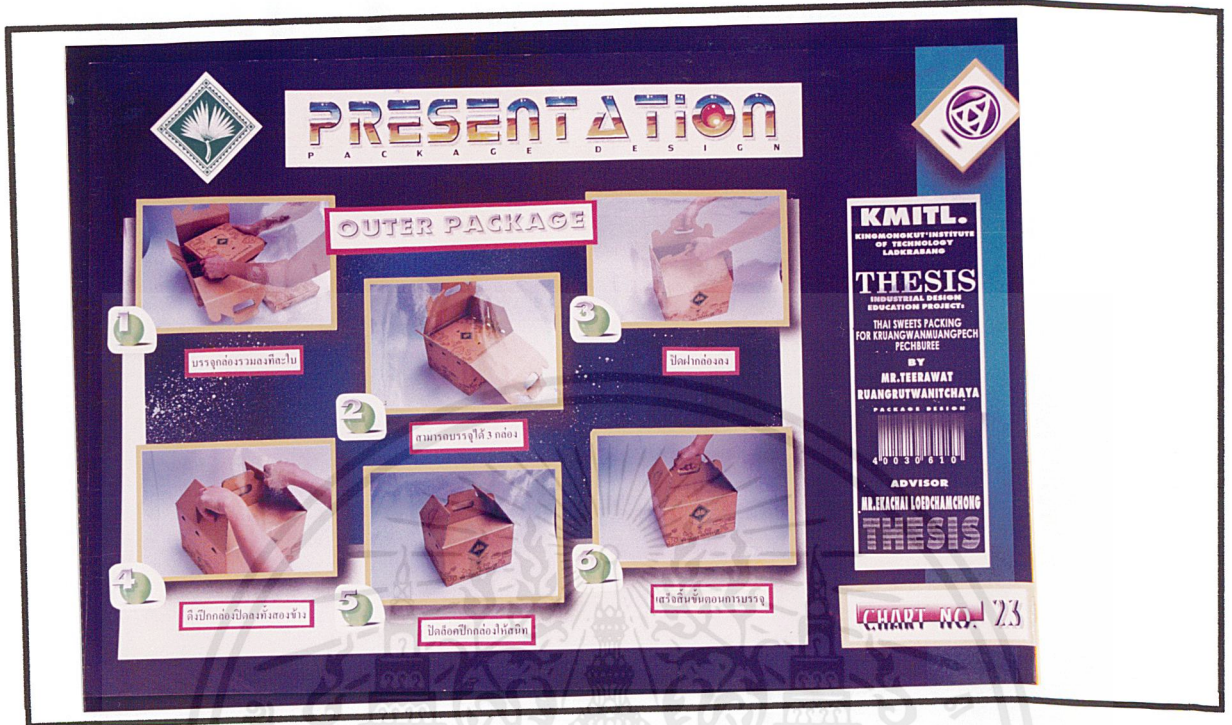 PRESENTATION
PACKAGE DESIGN
OUTER PACKAGE
1
บรรจุกล่องรวมลงทีละใบ
2
สามารถบรรจุได้ 3 กล่อง
3
ปิดฝากล่องลง
4
ดึงปีกกล่องปิดลงทั้งสองข้าง
5
ปิดล็อคปีกกล่องให้สนิท
6
เสร็จสิ้นขั้นตอนการบรรจุ
KMITL.
KINGMONGKUT'INSTITUTE
OF TECHNOLOGY
LADKRABANG
THESIS
INDUSTRIAL DESIGN
EDUCATION PROJECT:
THAI SWEETS PACKING
FOR KRUANGWANMUANGPECH
PECHBUREE
BY
MR.TEERAWAT
RUANGRUTWANITCHAYA
PACKAGE DESIGN
40030610
ADVISOR
MR.EKACHAI LOEDCHAMCHONG
THESIS
CHART NO. 23